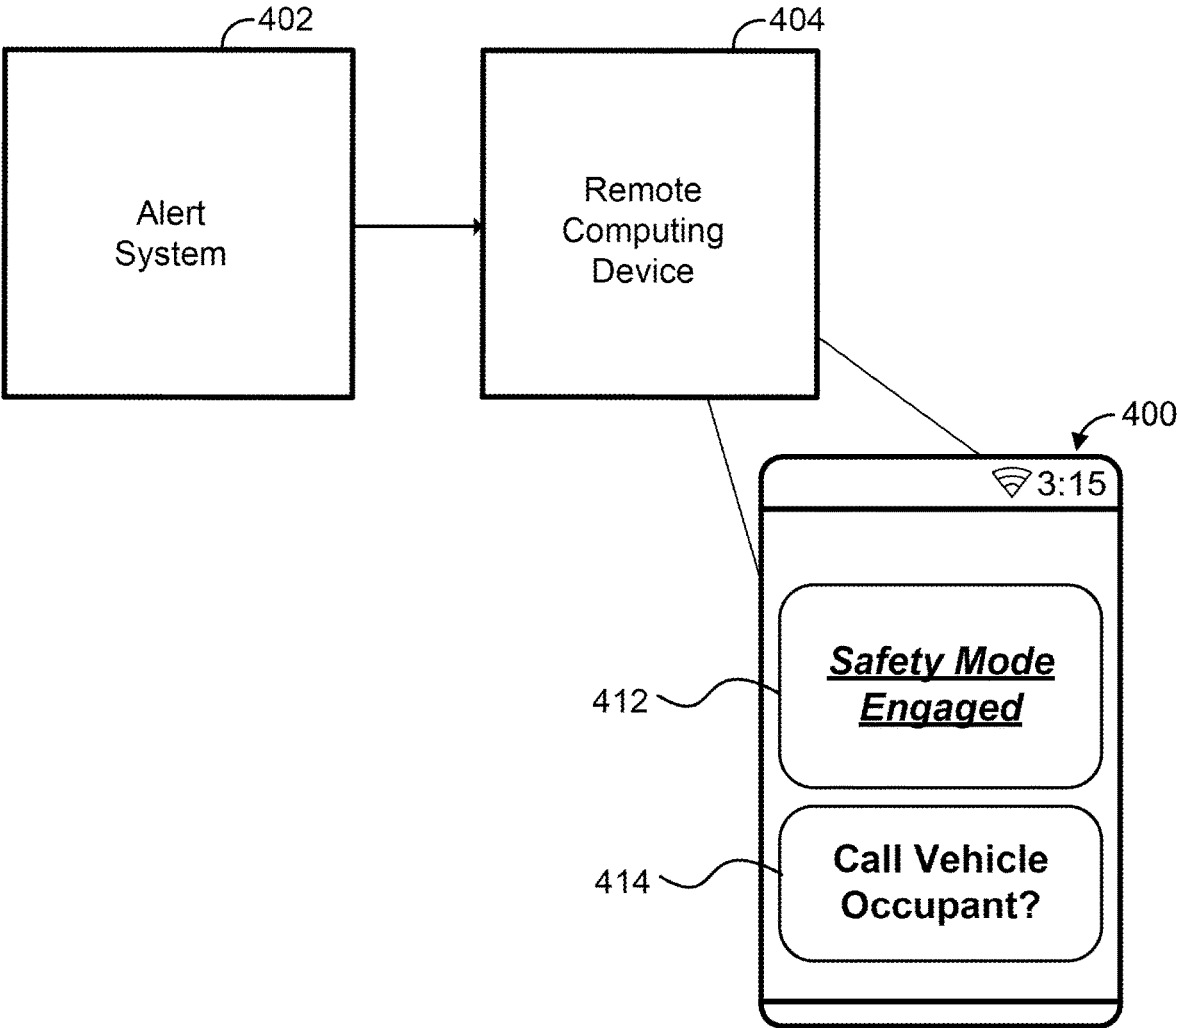 402
404
Alert
System
Remote
Computing
Device
400
3:15
Safety Mode
Engaged
412
Call Vehicle
Occupant?
414